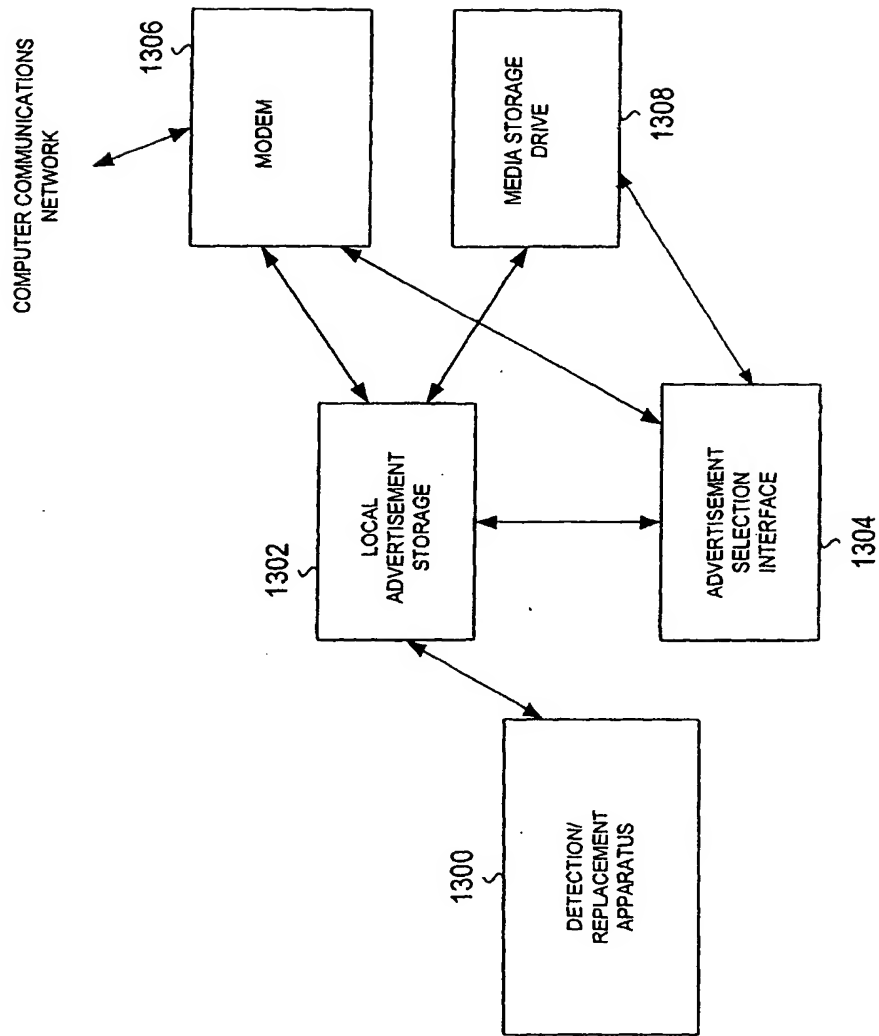 COMPUTER COMMUNICATIONS
NETWORK
1306
MODEM
MEDIA STORAGE
DRIVE
1308
1302
LOCAL
ADVERTISEMENT
STORAGE
ADVERTISEMENT
SELECTION
INTERFACE
1304
1300
DETECTION/
REPLACEMENT
APPARATUS